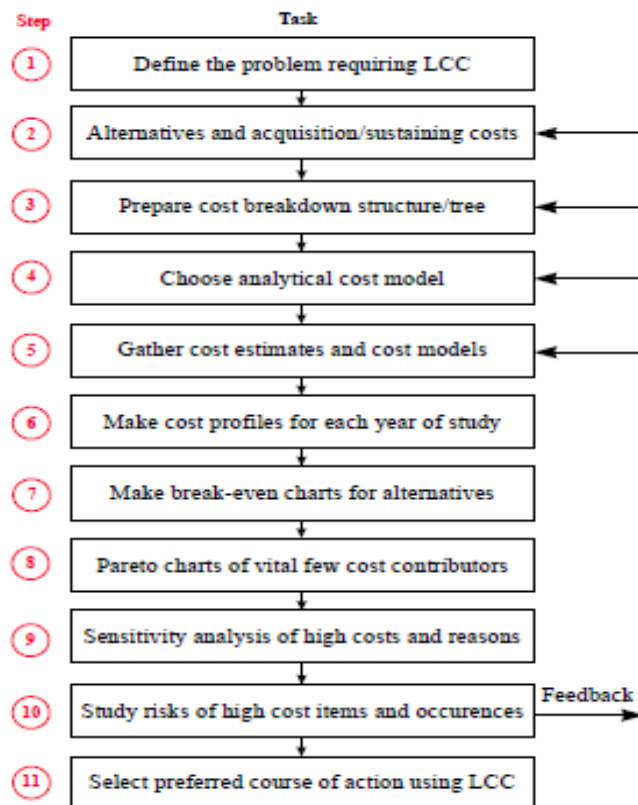 Step Task
1 Define the problem requiring LCC
2 Alternatives and acquisition/sustaining costs
3 Prepare cost breakdown structure/tree
4 Choose analytical cost model
5 Gather cost estimates and cost models
6 Make cost profiles for each year of study
7 Make break-even charts for alternatives
8 Pareto charts of vital few cost contributors
9 Sensitivity analysis of high costs and reasons
10 Study risks of high cost items and occurences Feedback
11 Select preferred course of action using LCC